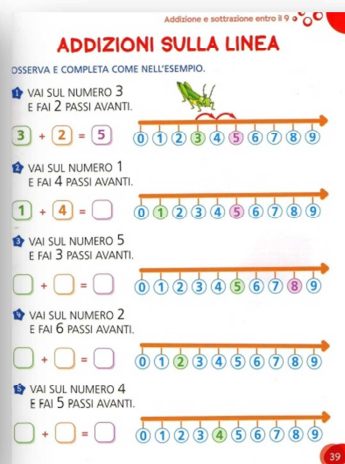 Addizione e sottrazione entro il 9
ADDIZIONI SULLA LINEA
OSSERVA E COMPLETA COME NELL'ESEMPIO.
1 VAI SUL NUMERO 3
E FAI 2 PASSI AVANTI.
3 + 2 = 5
0 1 2 3 4 5 6 7 8 9
2 VAI SUL NUMERO 1
E FAI 4 PASSI AVANTI.
1 + 4 =
0 1 2 3 4 5 6 7 8 9
3 VAI SUL NUMERO 5
E FAI 3 PASSI AVANTI.
+ =
0 1 2 3 4 5 6 7 8 9
4 VAI SUL NUMERO 2
E FAI 6 PASSI AVANTI.
+ =
0 1 2 3 4 5 6 7 8 9
5 VAI SUL NUMERO 4
E FAI 5 PASSI AVANTI.
+ =
0 1 2 3 4 5 6 7 8 9
39